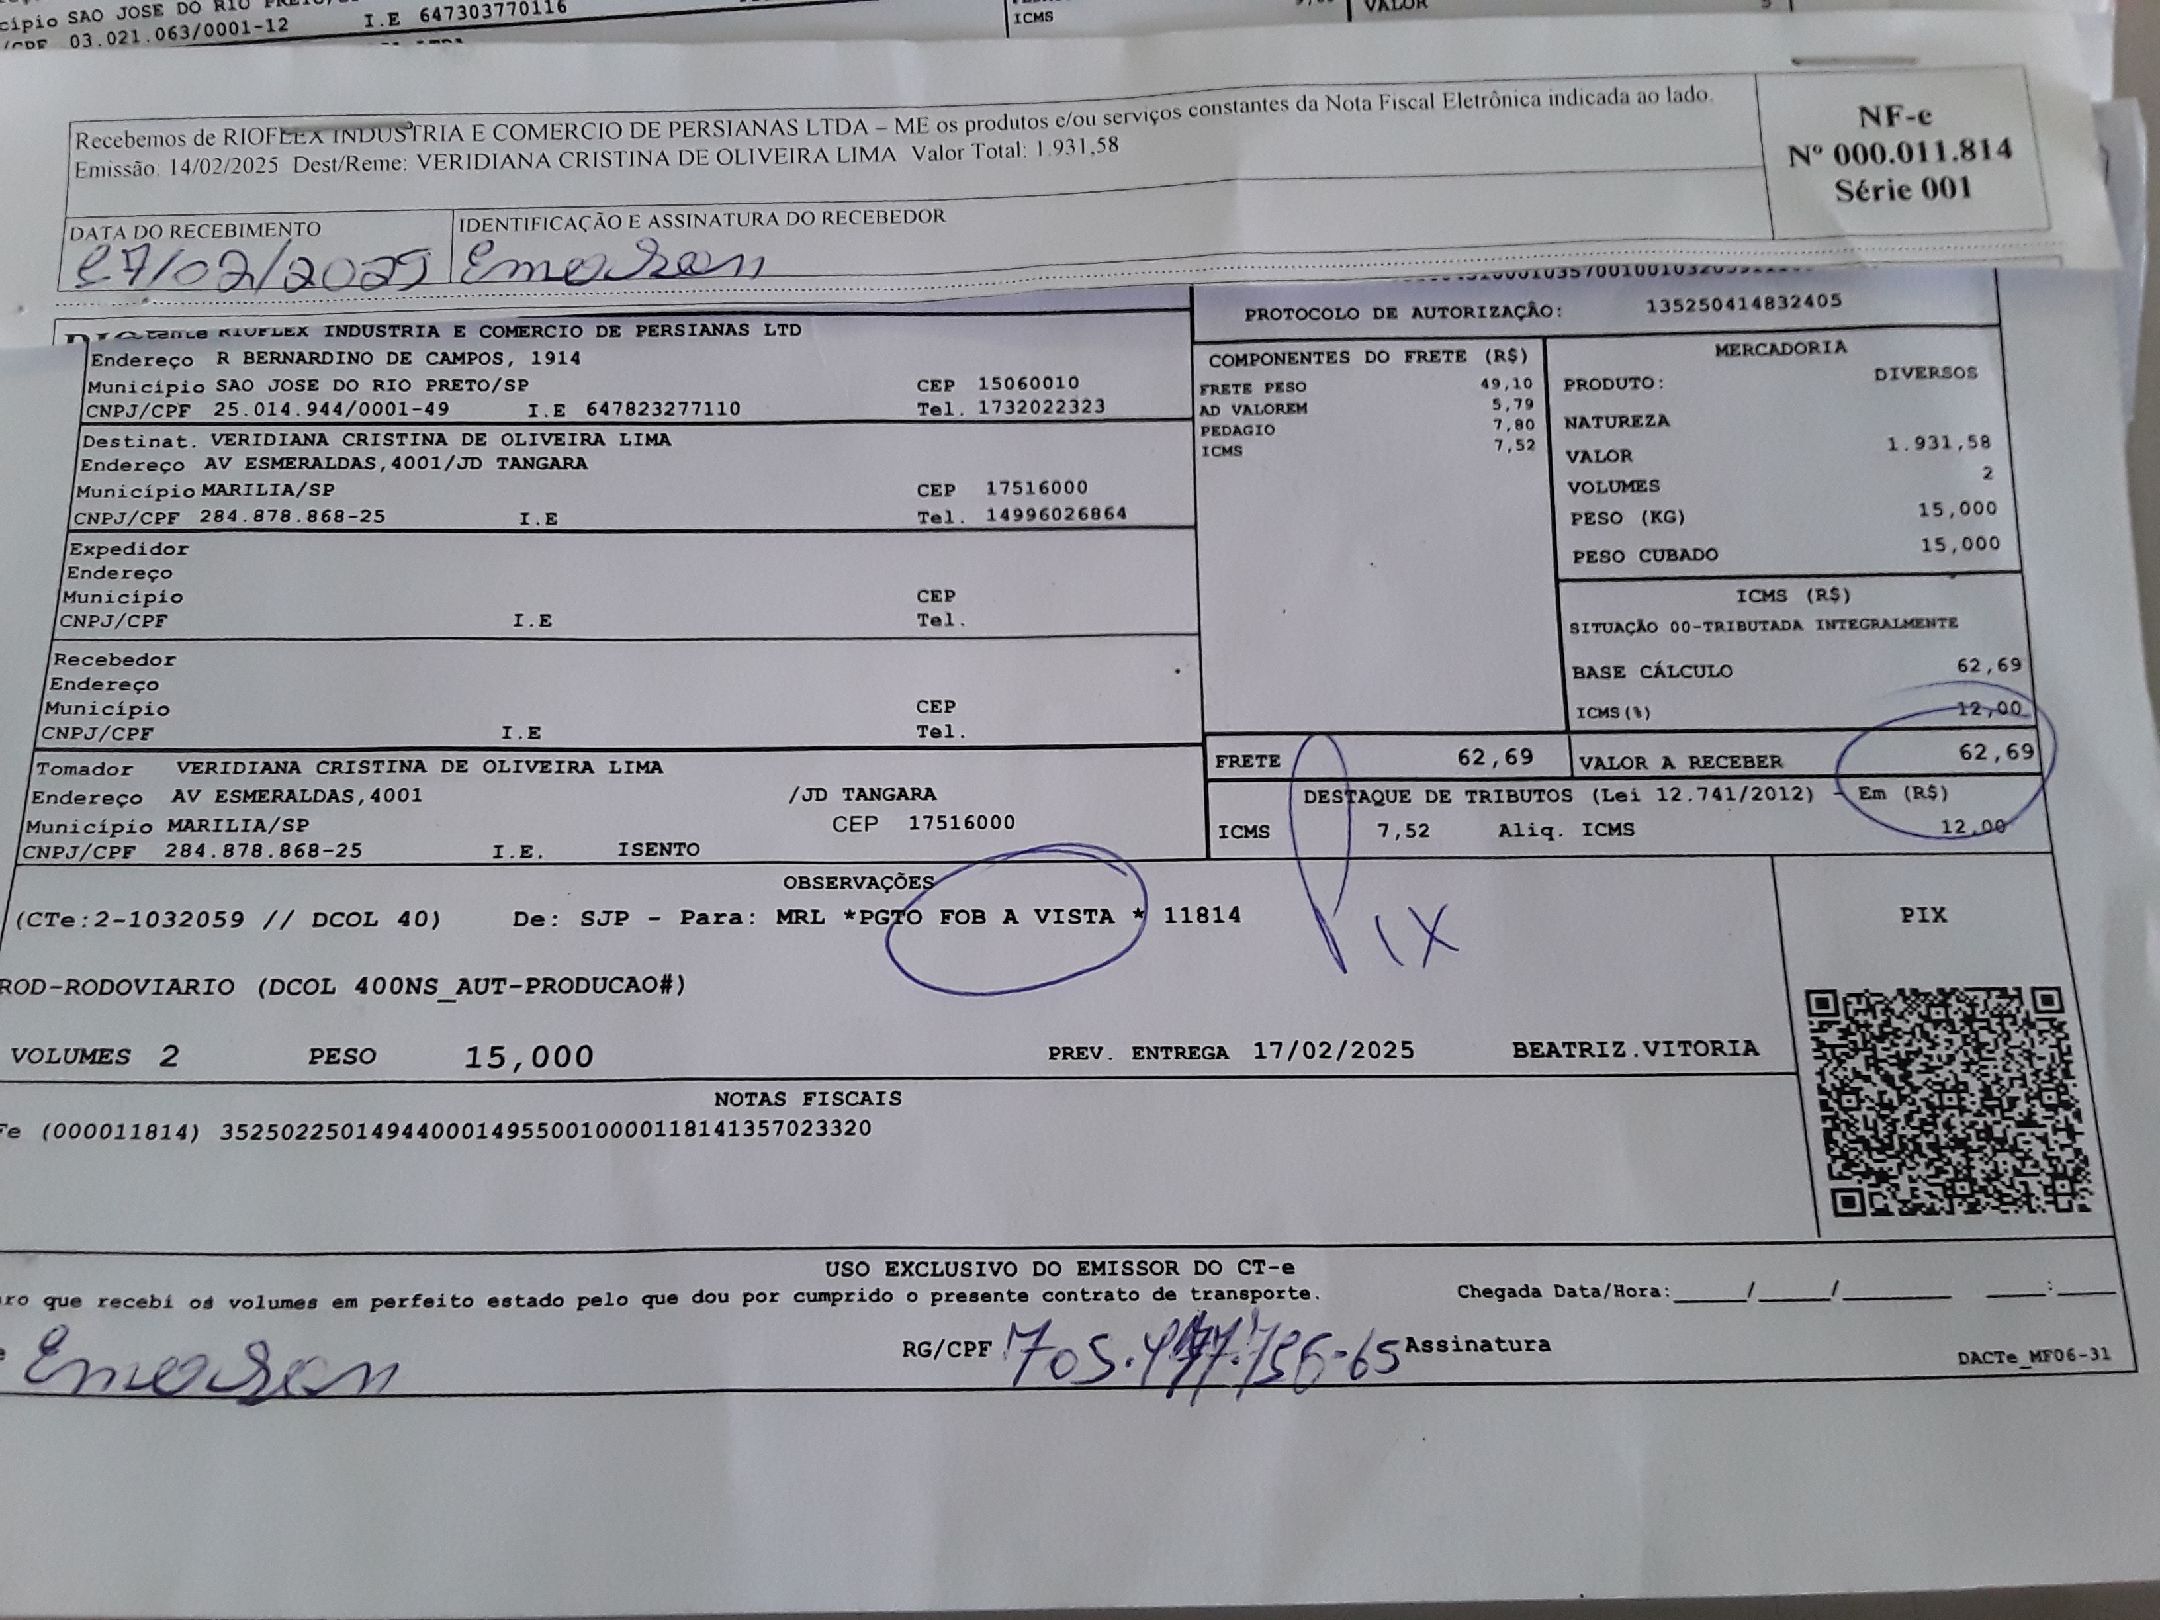 cípio SAO JOSE DO RIO
I.E 647303770116
ICMS
VALOR
/CPF 03.021.063/0001-12
Recebemos de RIOFLEX INDUSTRIA E COMERCIO DE PERSIANAS LTDA – ME os produtos e/ou serviços constantes da Nota Fiscal Eletrônica indicada ao lado.
Emissão: 14/02/2025 Dest/Reme: VERIDIANA CRISTINA DE OLIVEIRA LIMA Valor Total: 1.931,58
NF-e
Nº 000.011.814
Série 001
DATA DO RECEBIMENTO
IDENTIFICAÇÃO E ASSINATURA DO RECEBEDOR
27/02/2025 Emerson
PROTOCOLO DE AUTORIZAÇÃO: 135250414832405
RIOFLEX INDUSTRIA E COMERCIO DE PERSIANAS LTD
Endereço R BERNARDINO DE CAMPOS, 1914
Município SAO JOSE DO RIO PRETO/SP CEP 15060010
CNPJ/CPF 25.014.944/0001-49 I.E 647823277110 Tel. 1732022323
Destinat. VERIDIANA CRISTINA DE OLIVEIRA LIMA
Endereço AV ESMERALDAS,4001/JD TANGARA
Município MARILIA/SP CEP 17516000
CNPJ/CPF 284.878.868-25 I.E Tel. 14996026864
Expedidor
Endereço
Município CEP
CNPJ/CPF I.E Tel.
Recebedor
Endereço
Município CEP
CNPJ/CPF I.E Tel.
Tomador VERIDIANA CRISTINA DE OLIVEIRA LIMA
Endereço AV ESMERALDAS,4001 /JD TANGARA
Município MARILIA/SP CEP 17516000
CNPJ/CPF 284.878.868-25 I.E. ISENTO
COMPONENTES DO FRETE (R$)
FRETE PESO 49,10
AD VALOREM 5,79
PEDAGIO 7,80
ICMS 7,52
MERCADORIA
PRODUTO: DIVERSOS
NATUREZA
VALOR 1.931,58
VOLUMES 2
PESO (KG) 15,000
PESO CUBADO 15,000
ICMS (R$)
SITUAÇÃO 00-TRIBUTADA INTEGRALMENTE
BASE CÁLCULO 62,69
ICMS(%) 12,00
FRETE 62,69 VALOR A RECEBER 62,69
DESTAQUE DE TRIBUTOS (Lei 12.741/2012) - Em (R$)
ICMS 7,52 Aliq. ICMS 12,00
OBSERVAÇÕES
(CTe:2-1032059 // DCOL 40) De: SJP - Para: MRL *PGTO FOB A VISTA * 11814
PIX
PIX
ROD-RODOVIARIO (DCOL 400NS_AUT-PRODUCAO#)
VOLUMES 2 PESO 15,000 PREV. ENTREGA 17/02/2025 BEATRIZ.VITORIA
NOTAS FISCAIS
Fe (000011814) 35250225014944000149550010000118141357023320
USO EXCLUSIVO DO EMISSOR DO CT-e
aro que recebi os volumes em perfeito estado pelo que dou por cumprido o presente contrato de transporte. Chegada Data/Hora:____/____/______ ____:____
Emerson RG/CPF Assinatura
DACTe_MF06-31